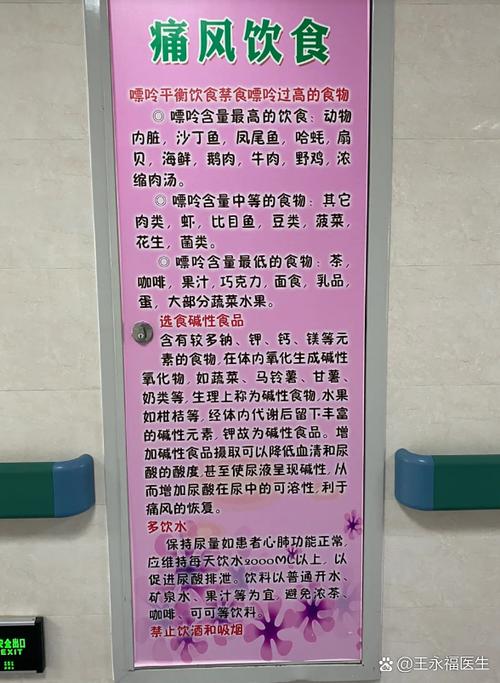 痛风饮食
嘌呤平衡饮食禁食嘌呤过高的食物
◎ 嘌呤含量最高的饮食：动物
内脏，沙丁鱼，凤尾鱼，哈蚝，扇
贝，海鲜，鹅肉，牛肉，野鸡，浓
缩肉汤。
◎ 嘌呤含量中等的食物：其它
肉类，虾，比目鱼，豆类，菠菜，
花生，菌类。
◎ 嘌呤含量最低的食物：茶，
咖啡，果汁，巧克力，面食，乳品，
蛋，大部分蔬菜水果。
选食碱性食品
含有较多钠、钾、钙、镁等元
素的食物，在体内氧化生成碱性
氧化物，如蔬菜、马铃薯、甘薯、
奶类等，生理上称为碱性食物，水果
如柑桔等，经体内代谢后留下丰富
的碱性元素，钾故为碱性食品。增
加碱性食品摄取可以降低血清和尿
酸的酸度，甚至使尿液呈现碱性，从
而增加尿酸在尿中的可溶性，利于
痛风的恢复。
多饮水
保持尿量如患者心肺功能正常，
应维持每天饮水2000ML以上，以
促进尿酸排泄。饮料以普通开水、
矿泉水、果汁等为宜，避免浓茶、
咖啡、可可等饮料。
禁止饮酒和吸烟
安全出口
EXIT
王永福医生